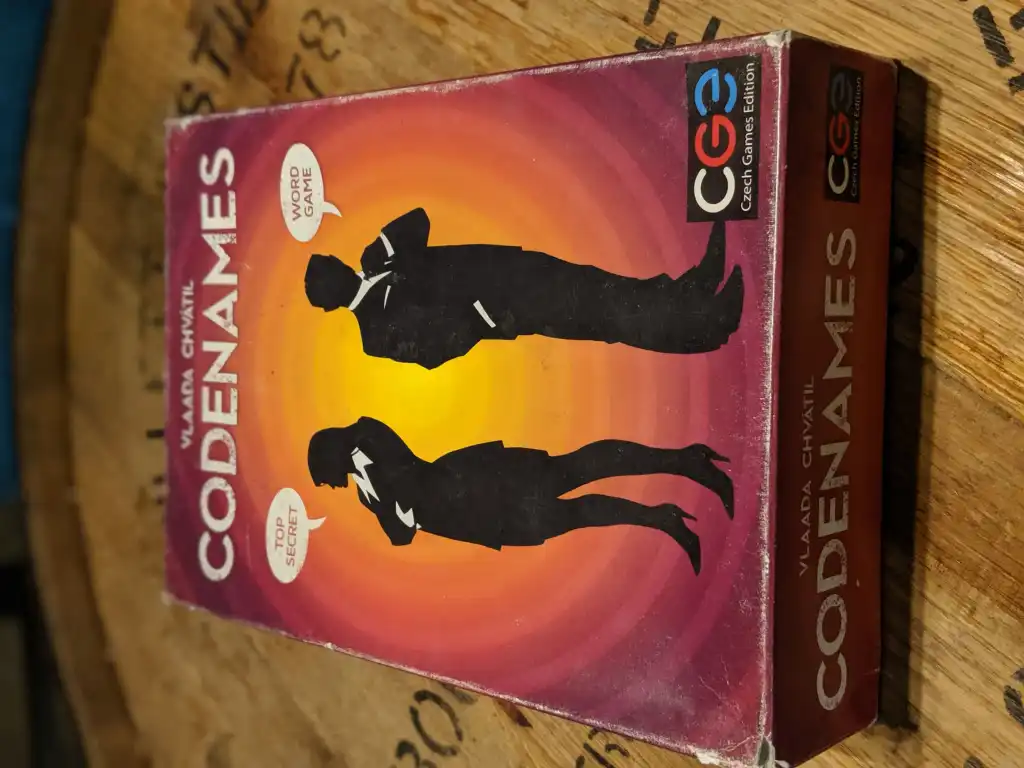 VLAADA CHVÁTIL
CODENAMES
TOP
SECRET
WORD
GAME
CGE
Czech Games Edition
VLAADA CHVÁTIL
CODENAMES
CGE
Czech Games Edition